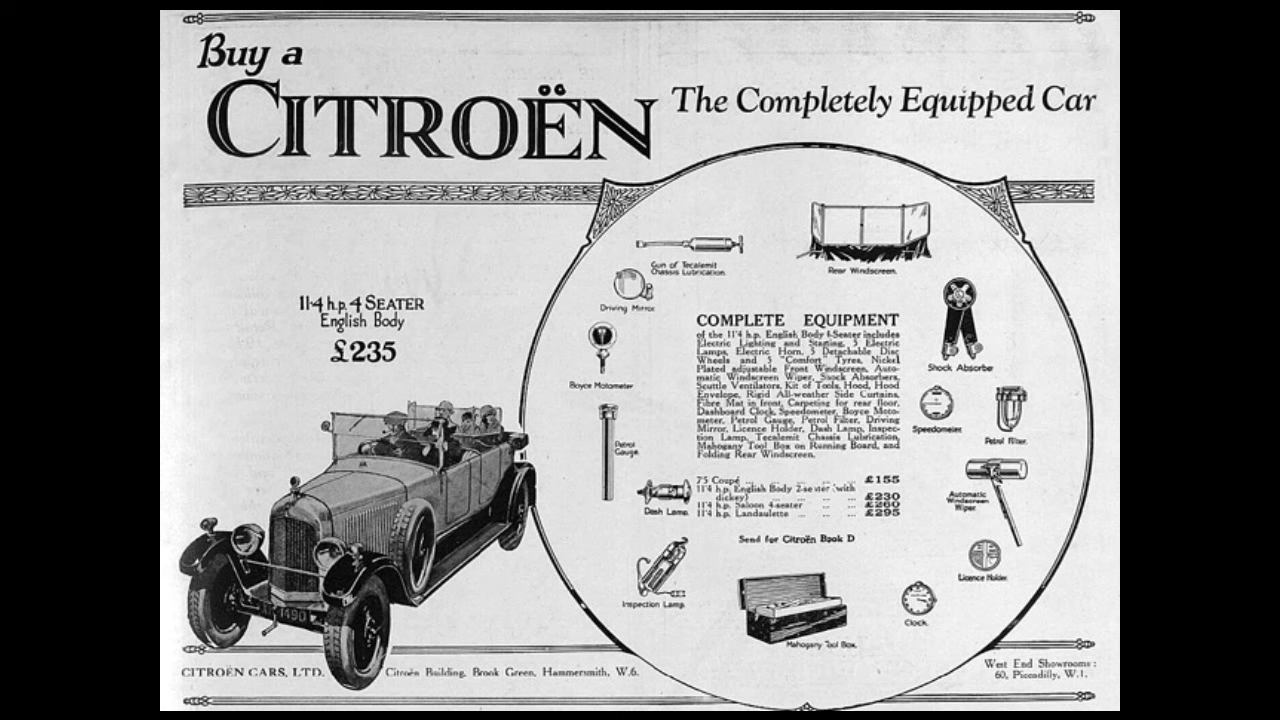 Buy a
CITROËN
The Completely Equipped Car
11·4 h.p. 4 SEATER
English Body
£235
Gun of Tecalemit
Chassis Lubrication.
Rear Windscreen.
Driving Mirror
Boyce Motometer
Petrol
Gauge.
Dash Lamp.
Inspection Lamp.
Mahogany Tool Box.
Clock.
Licence Holder.
Automatic
Windscreen
Wiper.
Petrol Filter.
Speedometer.
Shock Absorber
COMPLETE EQUIPMENT
of the 11'4 h.p. English Body 4-Seater includes
Electric Lighting and Starting, 5 Electric
Lamps, Electric Horn, 5 Detachable Disc
Wheels and 5 "Comfort" Tyres, Nickel
Plated adjustable Front Windscreen, Auto-
matic Windscreen Wiper, Shock Absorbers,
Scuttle Ventilators, Kit of Tools, Hood, Hood
Envelope, Rigid All-weather Side Curtains,
Fibre Mat in front, Carpeting for rear floor,
Dashboard Clock, Speedometer, Boyce Moto-
meter, Petrol Gauge, Petrol Filter, Driving
Mirror, Licence Holder, Dash Lamp, Inspec-
tion Lamp, Tecalemit Chassis Lubrication,
Mahogany Tool Box on Running Board, and
Folding Rear Windscreen.
7'5 Coupé ... ... ... ... £155
11'4 h.p. English Body 2-seater (with
dickey) ... ... ... ... £230
11'4 h.p. Saloon 4-seater ... ... £260
11'4 h.p. Landaulette ... ... ... £295
Send for Citroën Book D
1490
CITROËN CARS, LTD. Citroën Building, Brook Green, Hammersmith, W.6.
West End Showrooms:
60, Piccadilly, W.1.